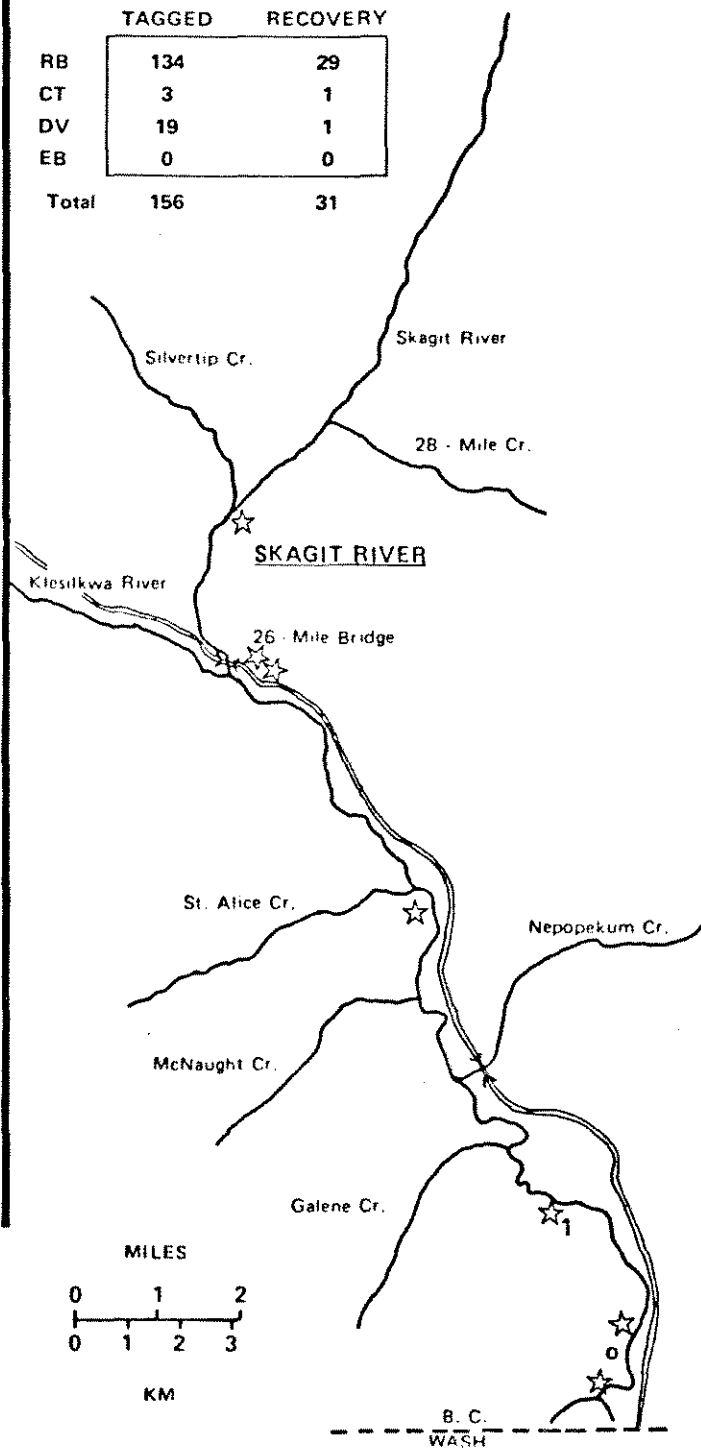 TAGGED RECOVERY
RB 134 29
CT 3 1
DV 19 1
EB 0 0
Total 156 31
Skagit River
Silvertip Cr.
28 - Mile Cr.
SKAGIT RIVER
Klesilkwa River
26 - Mile Bridge
St. Alice Cr.
Nepopekum Cr.
McNaught Cr.
Galene Cr.
1
MILES
0 1 2
0 1 2 3
KM
o
B. C.
WASH